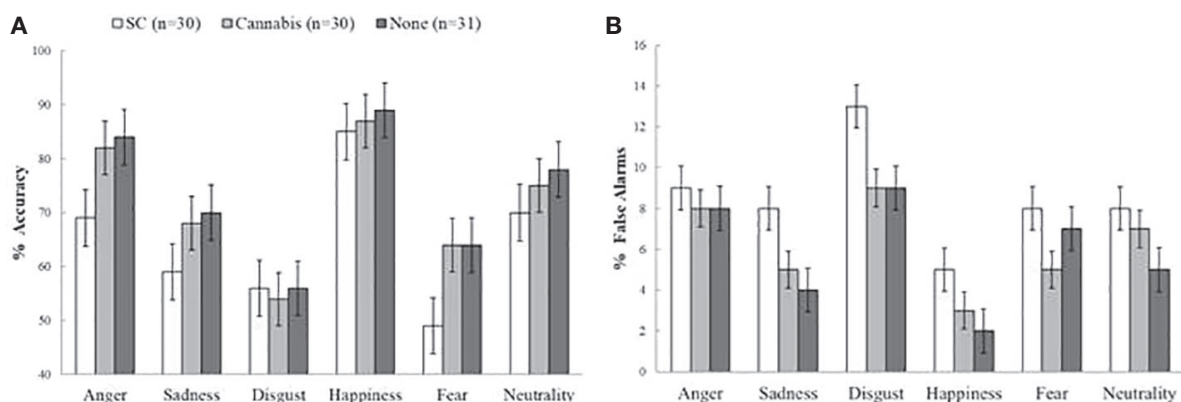 A
SC (n=30) Cannabis (n=30) None (n=31)
% Accuracy
100
90
80
70
60
50
40
Anger Sadness Disgust Happiness Fear Neutrality
B
% False Alarms
16
14
12
10
8
6
4
2
0
Anger Sadness Disgust Happiness Fear Neutrality